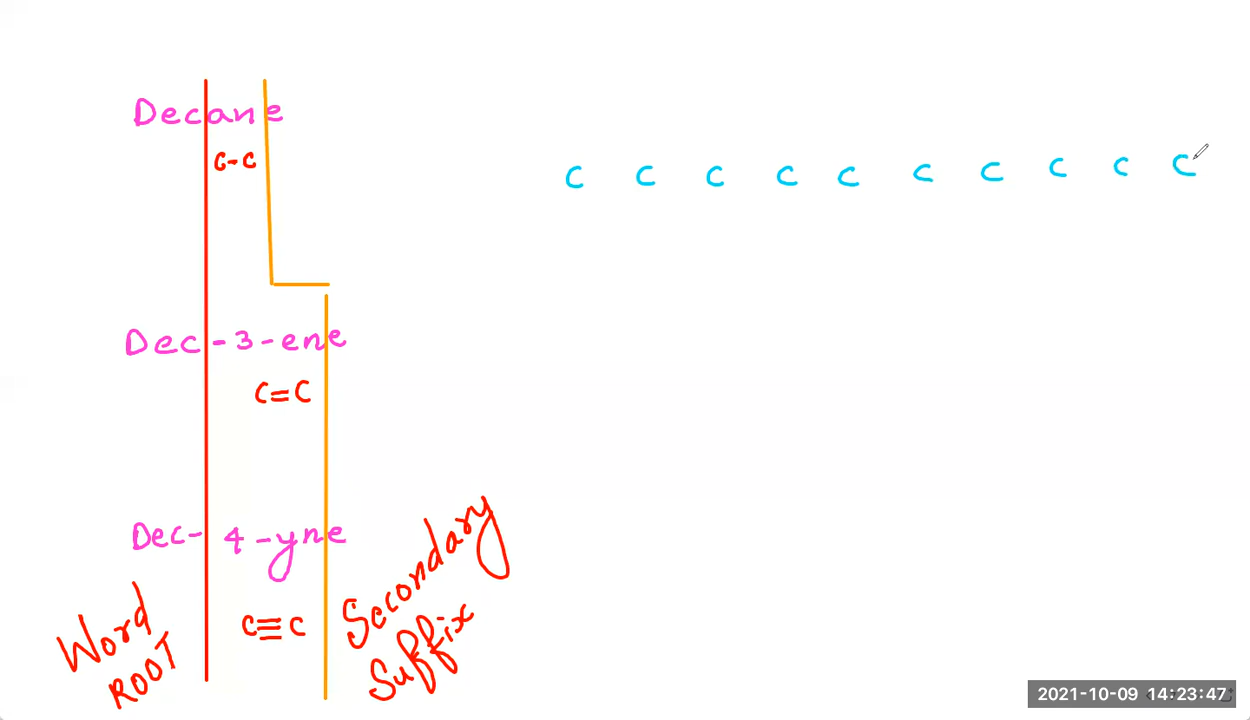 Decane
C-C
C C C C C C C C C C
Dec-3-ene
C=C
Dec-4-yne
C≡C
Word
ROOT
Secondary
Suffix
2021-10-09 14:23:47